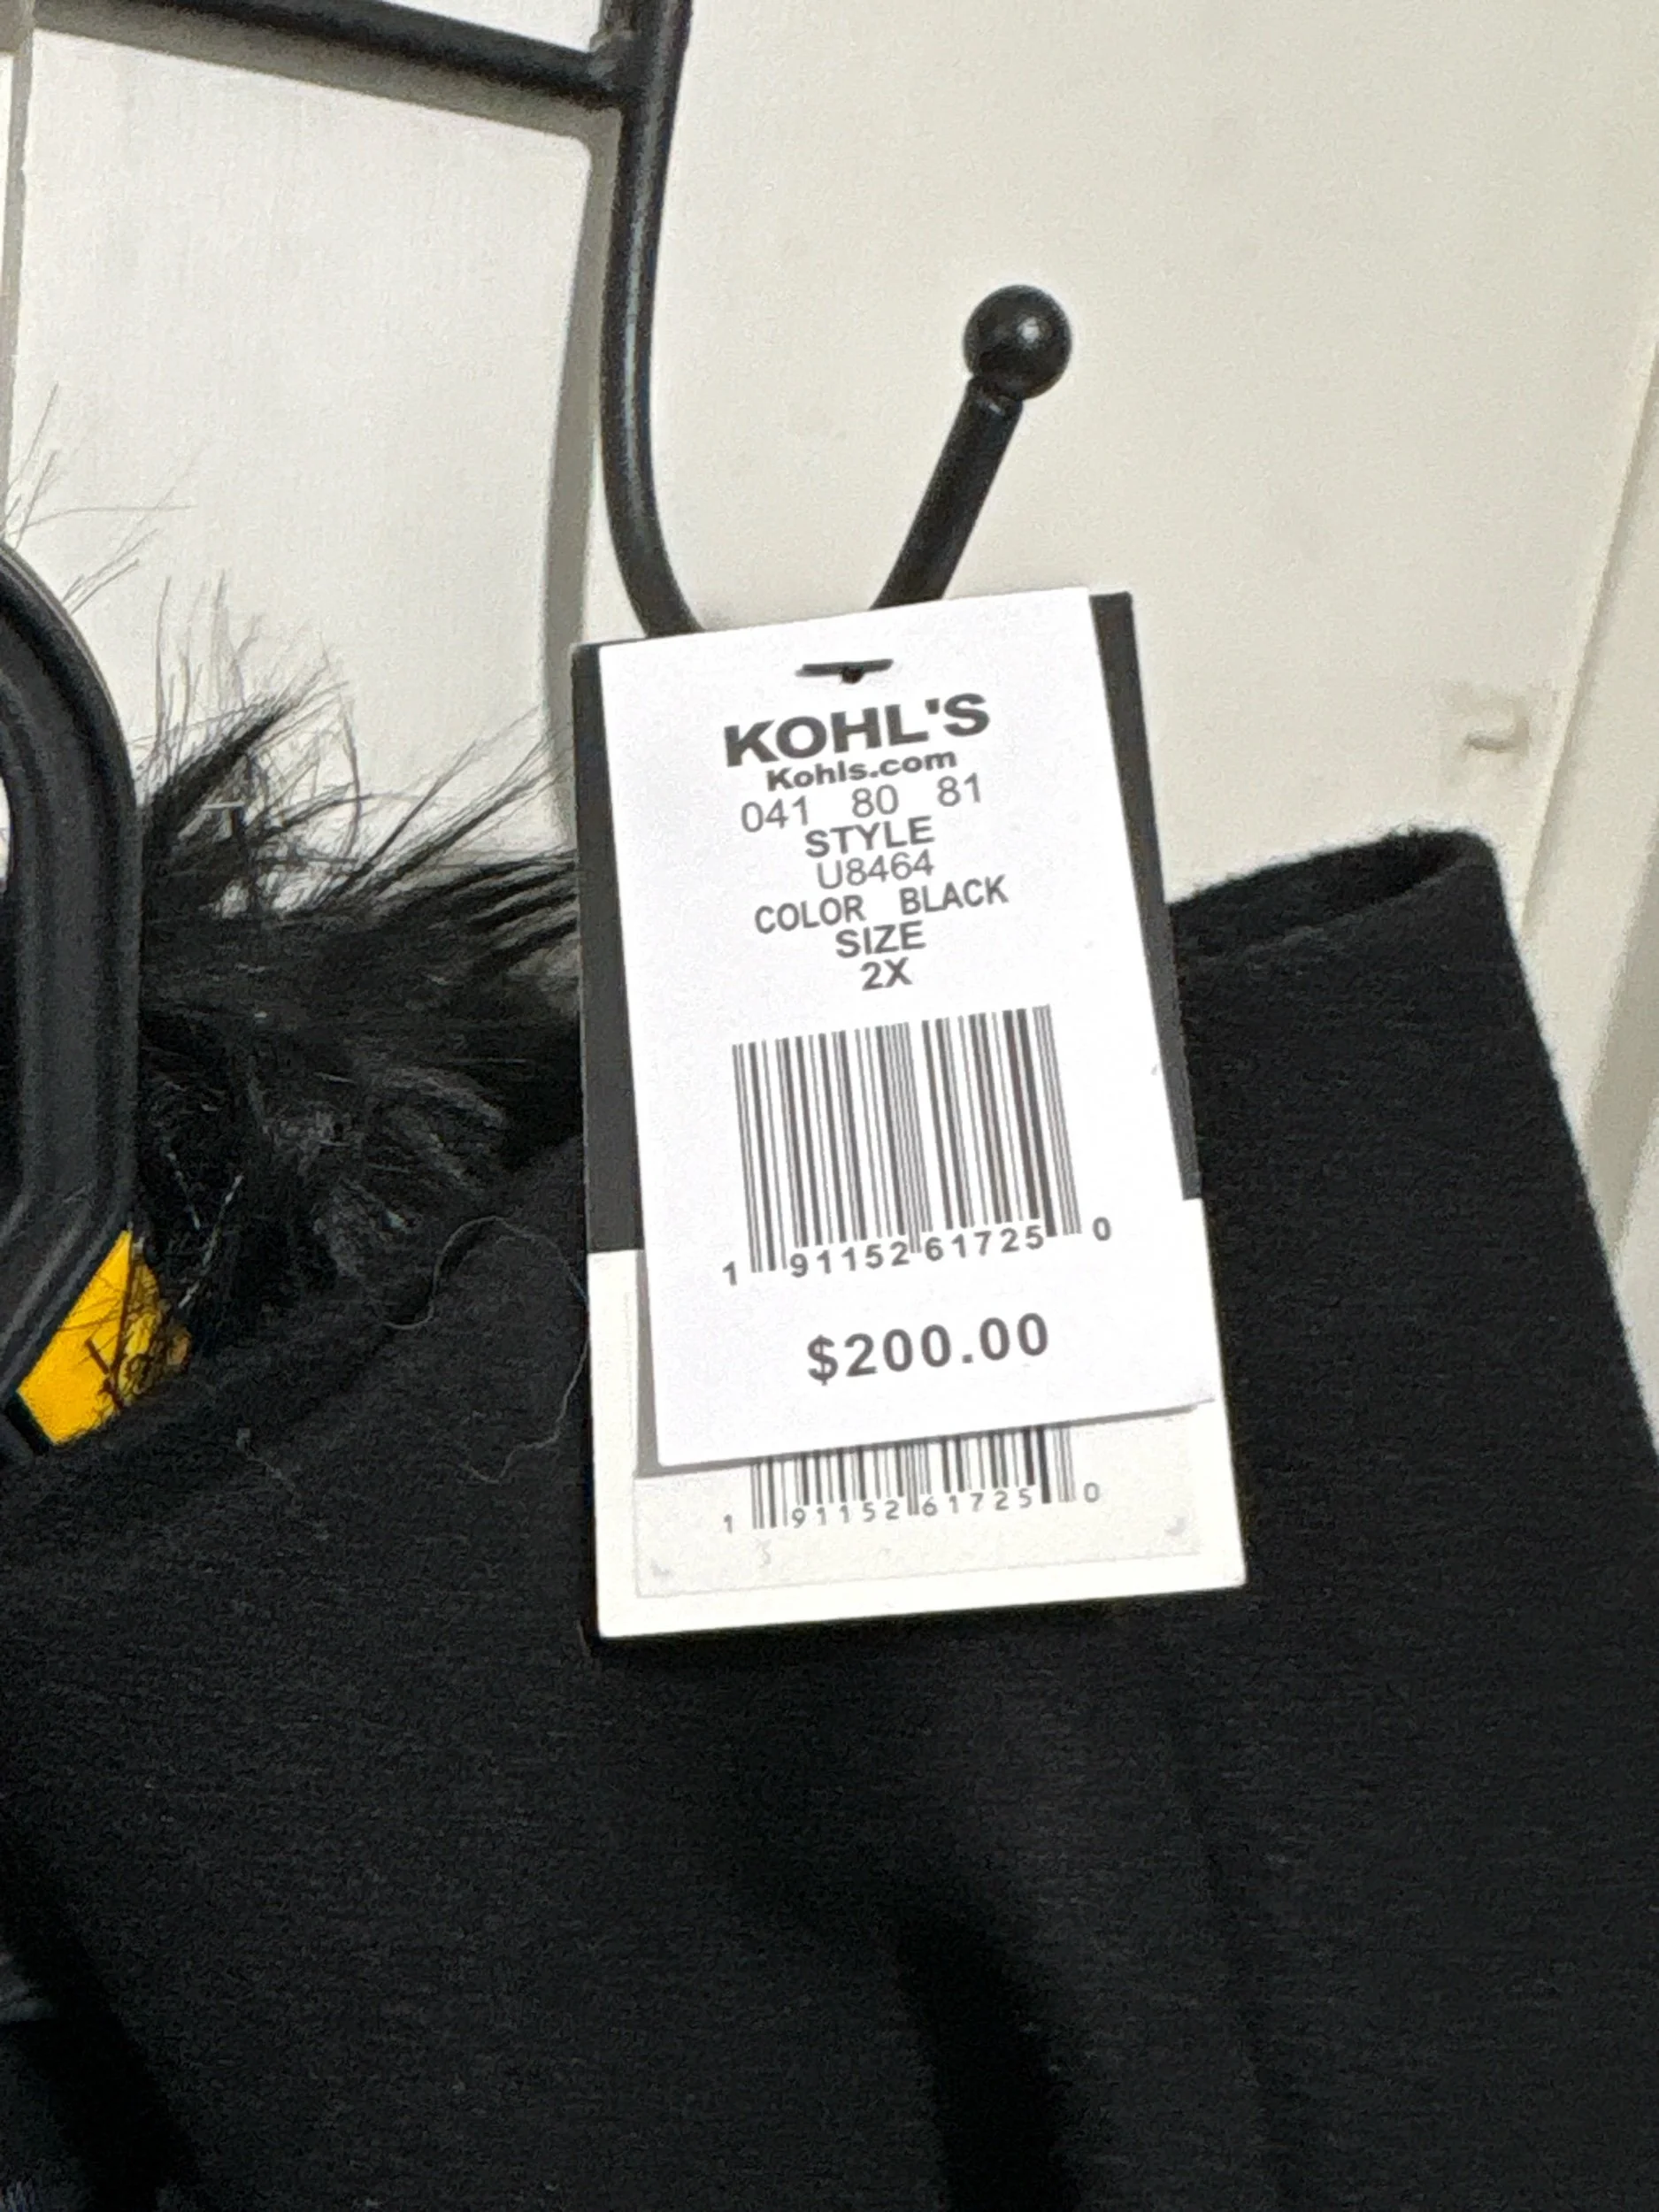 KOHL'S
Kohls.com
041 80 81
STYLE
U8464
COLOR BLACK
SIZE
2X
1 91152 61725 0
$200.00
1 91152 61725 0